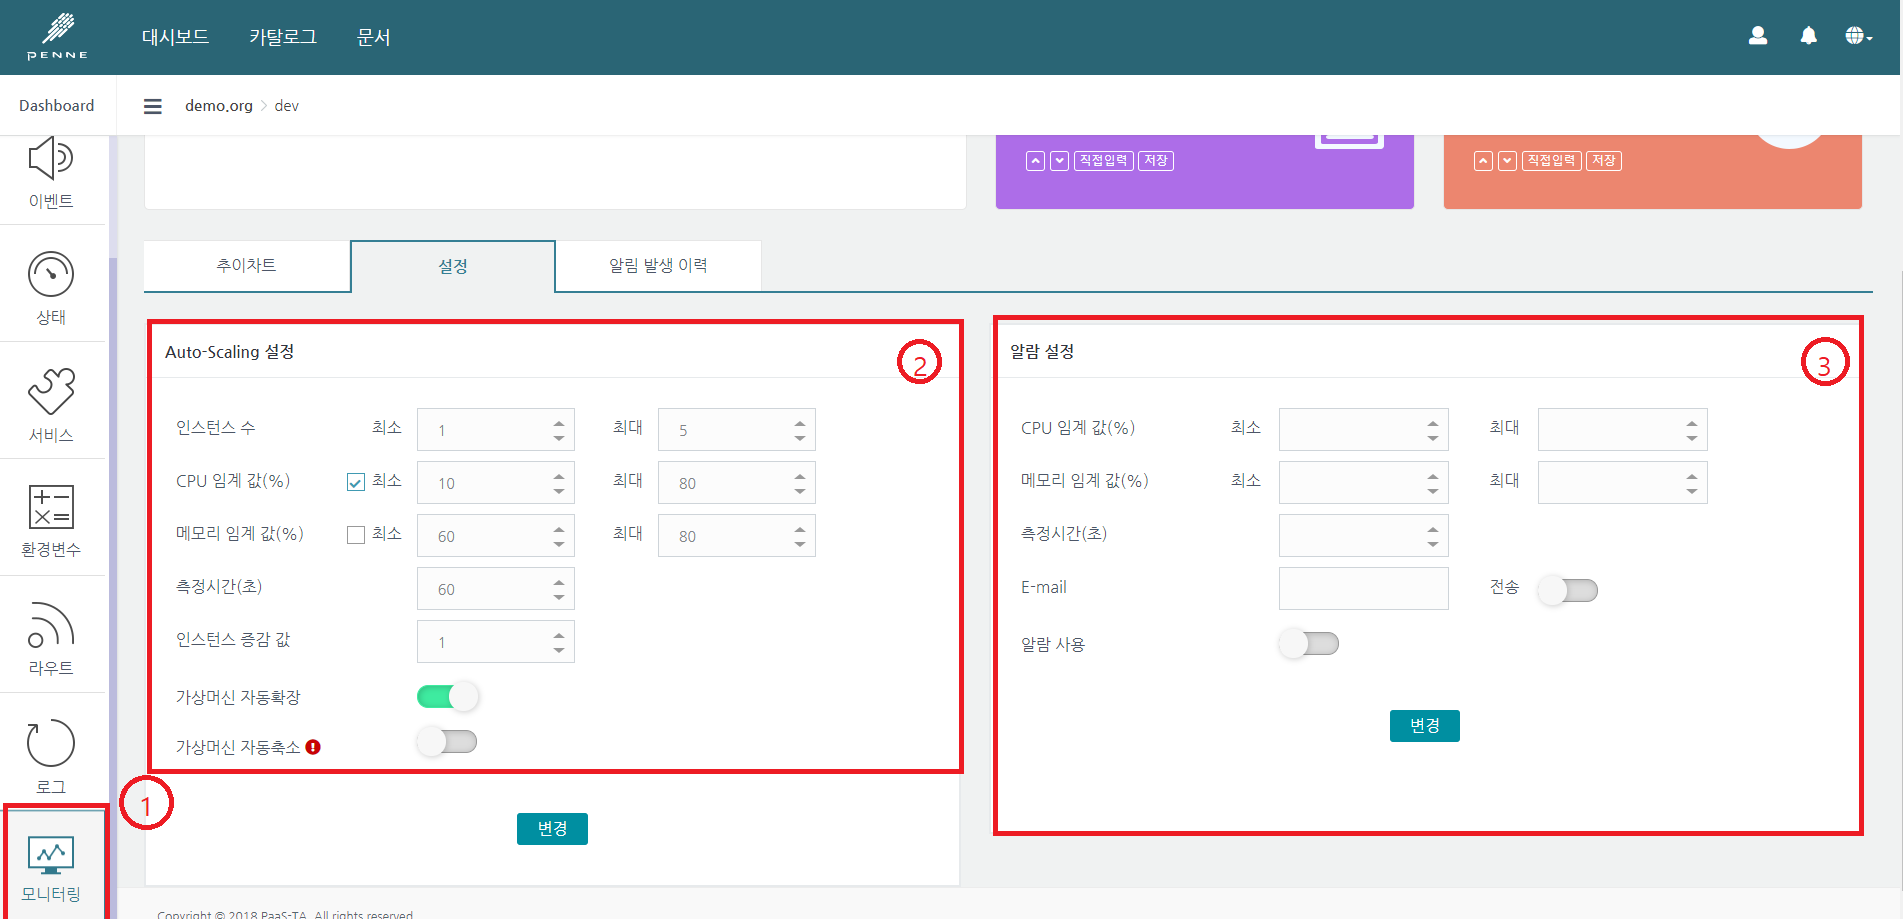 PENNE
대시보드 카탈로그 문서
Dashboard
demo.org > dev
이벤트
상태
서비스
환경변수
라우트
로그
모니터링
직접입력 저장
직접입력 저장
추이차트 설정 알림 발생 이력
1
Auto-Scaling 설정
2
인스턴스 수 최소 1 최대 5
CPU 임계 값(%) 최소 10 최대 80
메모리 임계 값(%) 최소 60 최대 80
측정시간(초) 60
인스턴스 증감 값 1
가상머신 자동확장
가상머신 자동축소
변경
알람 설정
3
CPU 임계 값(%) 최소 최대
메모리 임계 값(%) 최소 최대
측정시간(초)
E-mail 전송
알람 사용
변경
Copyright © 2018 PaaS-TA. All rights reserved.